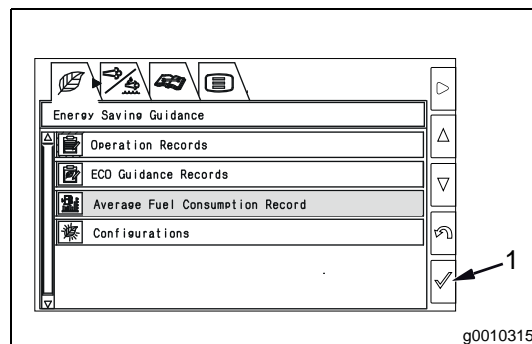 Energy Saving Guidance
Operation Records
ECO Guidance Records
Average Fuel Consumption Record
Configurations
1
g0010315